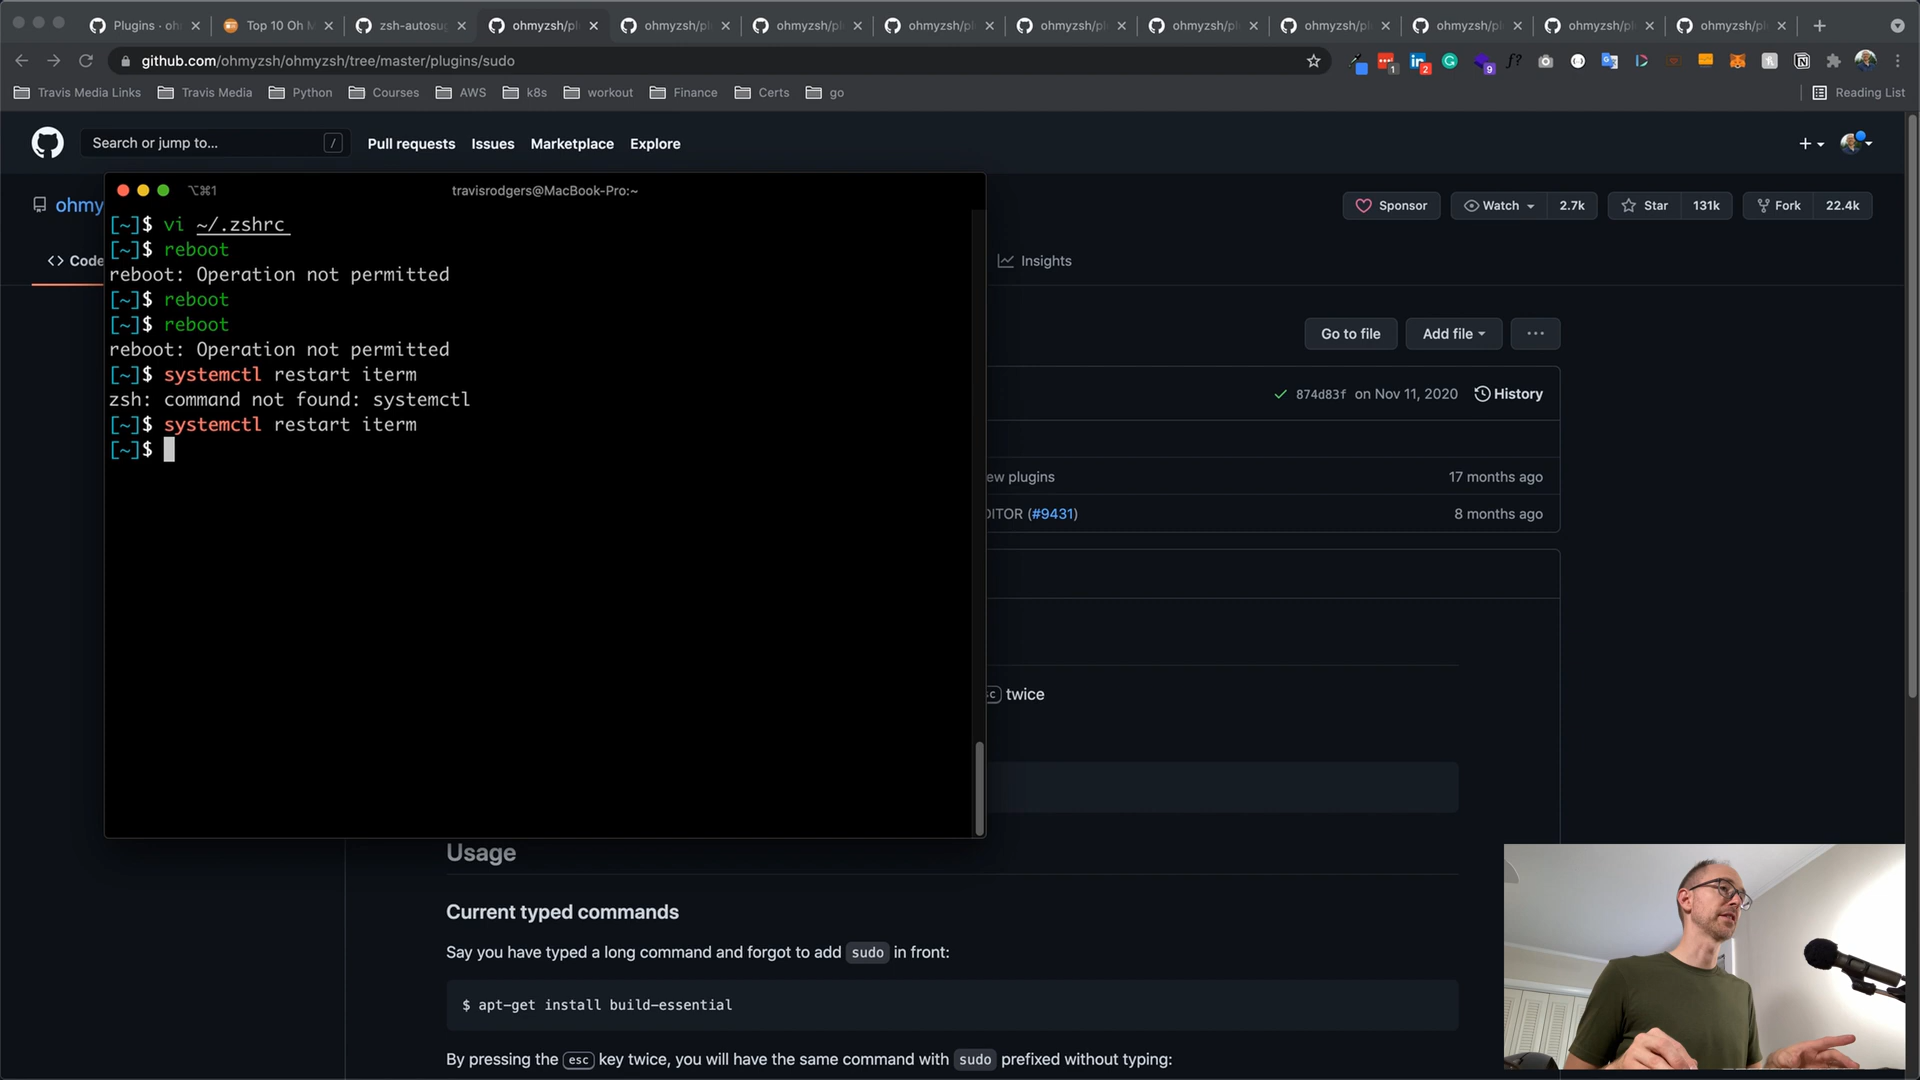 Plugins · oh
Top 10 Oh M
zsh-autosug
ohmyzsh/pl
ohmyzsh/pl
ohmyzsh/pl
ohmyzsh/pl
ohmyzsh/pl
ohmyzsh/pl
ohmyzsh/pl
ohmyzsh/pl
ohmyzsh/pl
ohmyzsh/pl
github.com/ohmyzsh/ohmyzsh/tree/master/plugins/sudo
1
2
9
f?
Travis Media Links
Travis Media
Python
Courses
AWS
k8s
workout
Finance
Certs
go
Reading List
Search or jump to...
/
Pull requests
Issues
Marketplace
Explore
ohmy
Sponsor
Watch
2.7k
Star
131k
Fork
22.4k
<> Code
Insights
⌥⌘1
travisrodgers@MacBook-Pro:~
[~]$ vi ~/.zshrc
[~]$ reboot
reboot: Operation not permitted
[~]$ reboot
[~]$ reboot
reboot: Operation not permitted
[~]$ systemctl restart iterm
zsh: command not found: systemctl
[~]$ systemctl restart iterm
[~]$
Go to file
Add file
874d83f on Nov 11, 2020
History
ew plugins
17 months ago
DITOR (#9431)
8 months ago
c twice
Usage
Current typed commands
Say you have typed a long command and forgot to add sudo in front:
$ apt-get install build-essential
By pressing the esc key twice, you will have the same command with sudo prefixed without typing: